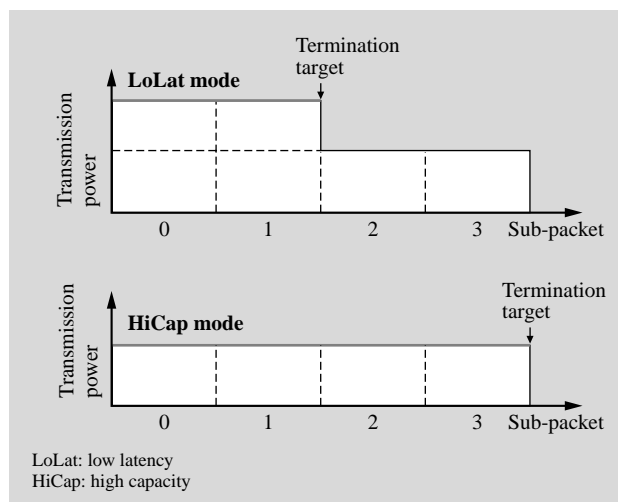 Termination
target
LoLat mode
Transmission
power
0 1 2 3 Sub-packet
Termination
target
HiCap mode
Transmission
power
0 1 2 3 Sub-packet
LoLat: low latency
HiCap: high capacity